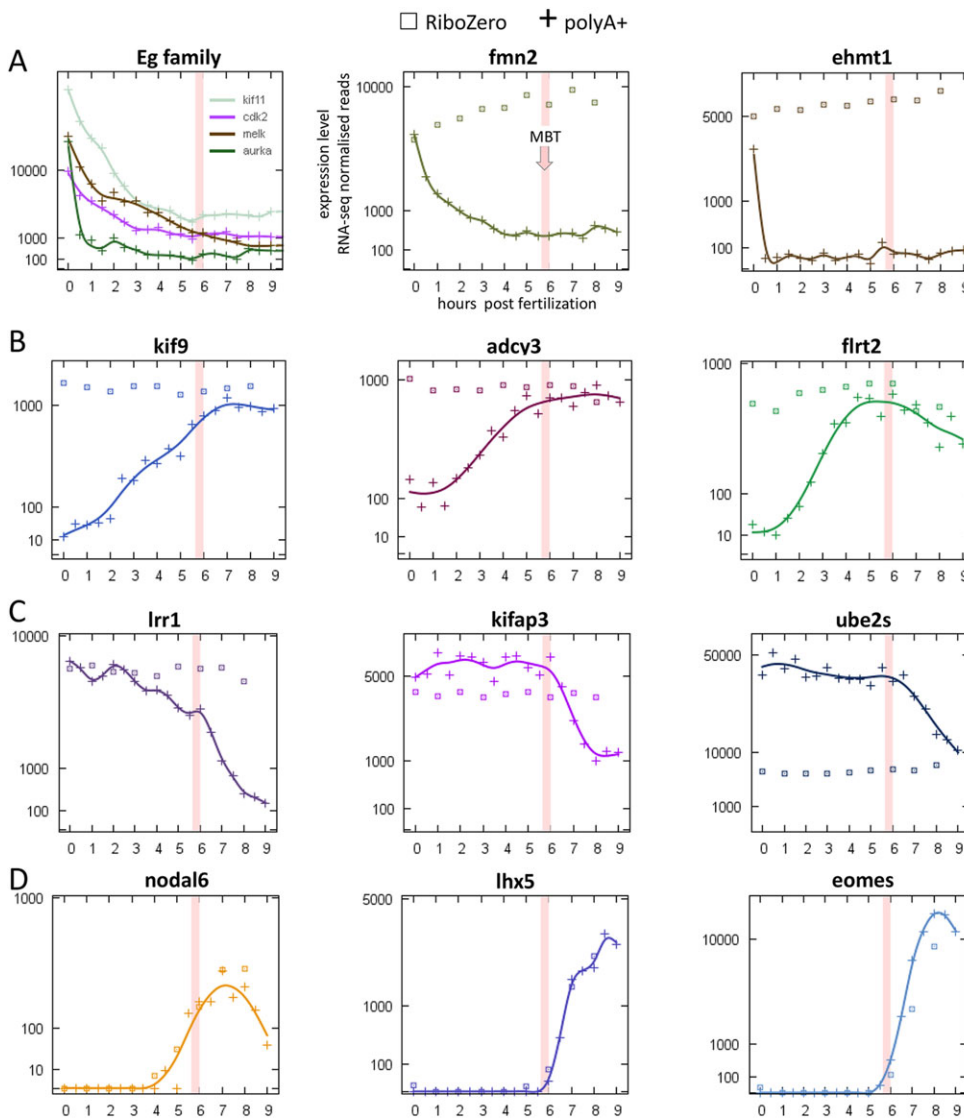 RiboZero + polyA+
A
Eg family fmn2 ehmt1
kif11
cdk2
melk
aurka
10000
1000
100
expression level
RNA-seq normalised reads
10000
1000
100
MBT
5000
100
0 1 2 3 4 5 6 7 8 9
0 1 2 3 4 5 6 7 8 9
0 1 2 3 4 5 6 7 8 9
hours post fertilization
B
kif9 adcy3 flrt2
1000
100
10
1000
100
10
1000
100
10
0 1 2 3 4 5 6 7 8 9
0 1 2 3 4 5 6 7 8 9
0 1 2 3 4 5 6 7 8 9
C
lrr1 kifap3 ube2s
10000
1000
100
5000
1000
100
50000
10000
1000
0 1 2 3 4 5 6 7 8 9
0 1 2 3 4 5 6 7 8 9
0 1 2 3 4 5 6 7 8 9
D
nodal6 lhx5 eomes
1000
100
10
5000
1000
100
10000
1000
100
0 1 2 3 4 5 6 7 8 9
0 1 2 3 4 5 6 7 8 9
0 1 2 3 4 5 6 7 8 9